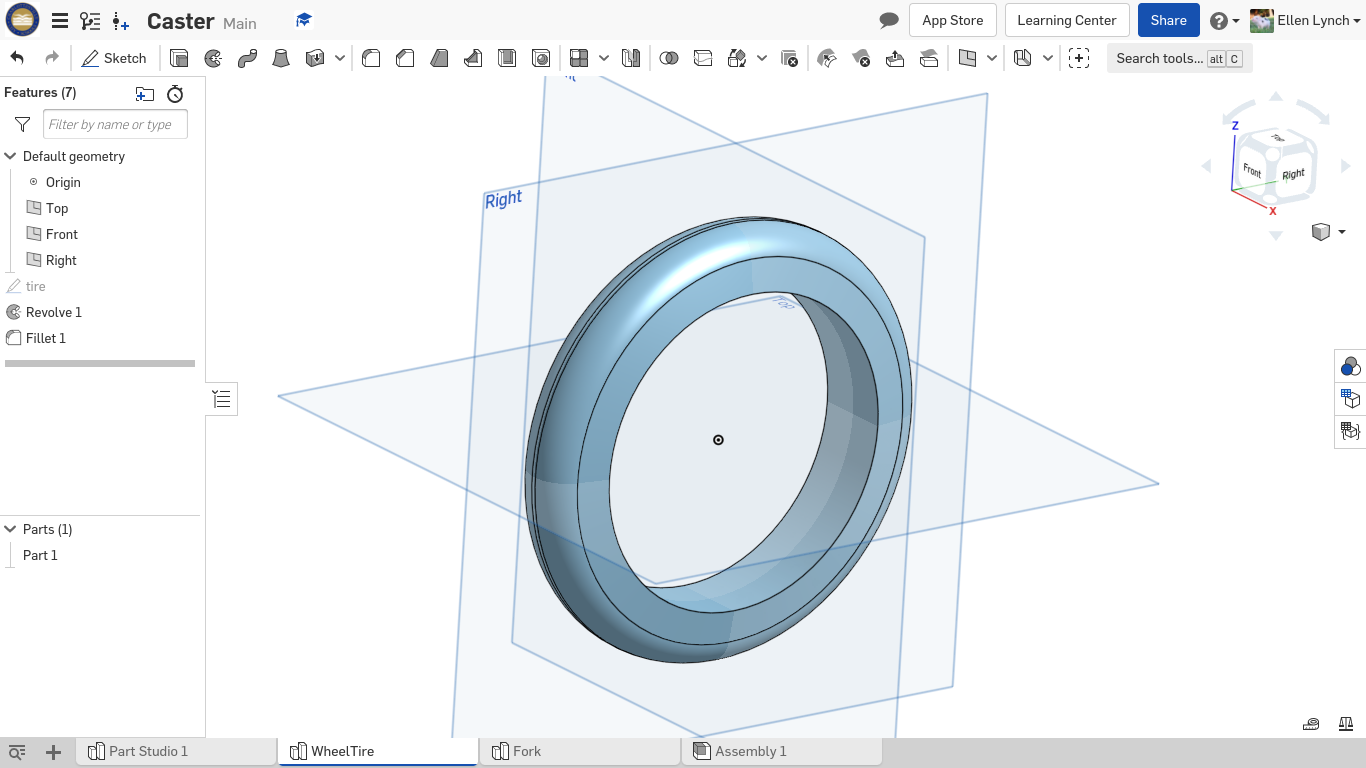 Caster Main
App Store
Learning Center
Share
Ellen Lynch
Sketch
Search tools... alt C
Features (7)
Filter by name or type
Default geometry
Origin
Top
Front
Right
tire
Revolve 1
Fillet 1
Parts (1)
Part 1
Right
Top
Z
Top
Front
Right
X
Part Studio 1
WheelTire
Fork
Assembly 1